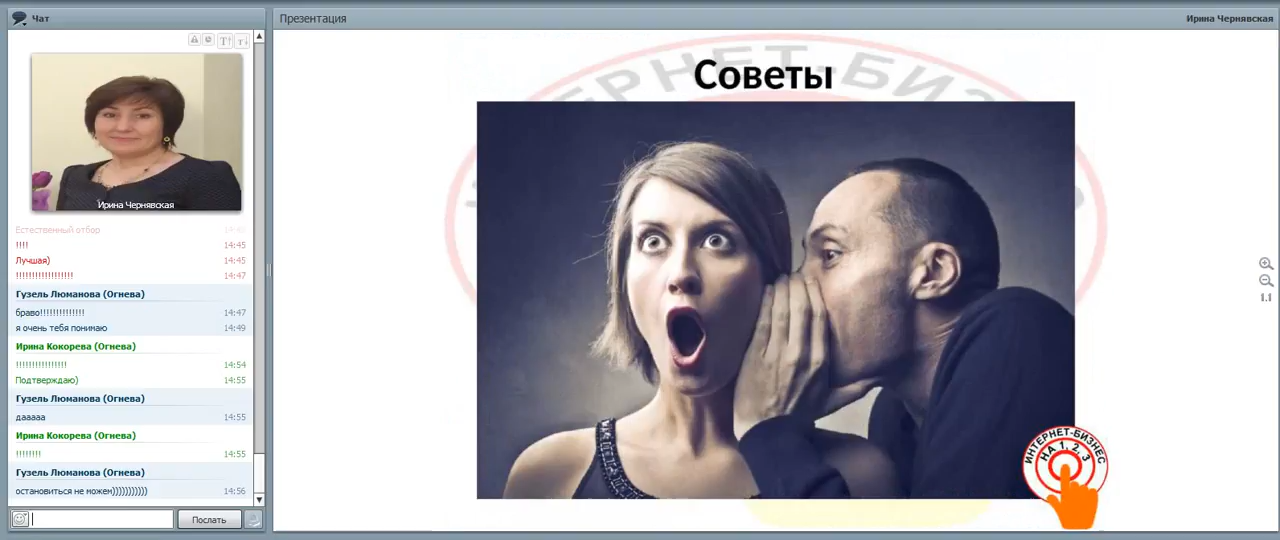 Чат
Презентация
Ирина Чернявская
Ирина Чернявская
Естественный отбор 14:45
!!!! 14:45
Лучшая) 14:45
!!!!!!!!!!!!!!!!!! 14:47
Гузель Люманова (Огнева)
браво!!!!!!!!!!!!!! 14:47
я очень тебя понимаю 14:49
Ирина Кокорева (Огнева)
!!!!!!!!!!!!!!!! 14:54
Подтверждаю) 14:55
Гузель Люманова (Огнева)
дааааа 14:55
Ирина Кокорева (Огнева)
!!!!!!!! 14:55
Гузель Люманова (Огнева)
остановиться не можем))))))))))) 14:56
Послать
Советы
ИНТЕРНЕТ-БИЗНЕС
НА 1, 2, 3
1.1